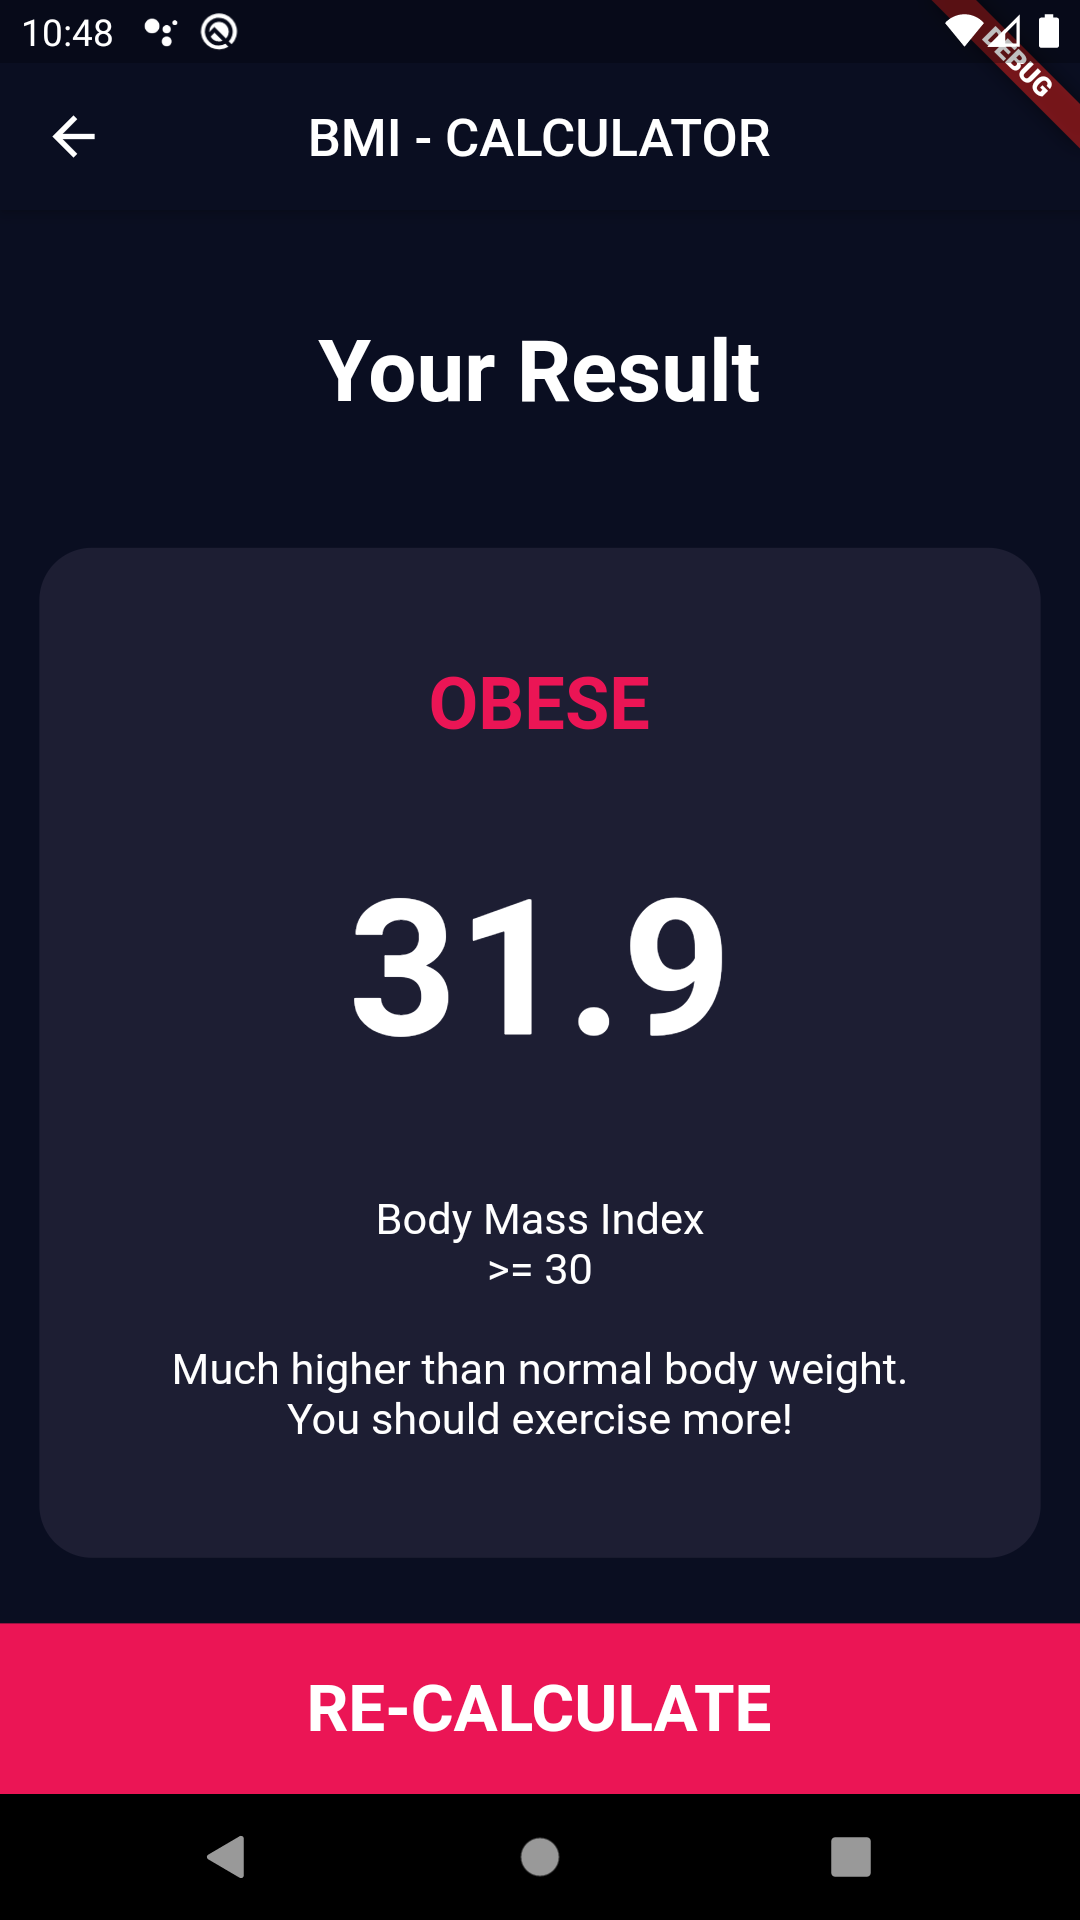 10:48
DEBUG
BMI - CALCULATOR
Your Result
OBESE
31.9
Body Mass Index
>= 30
Much higher than normal body weight.
You should exercise more!
RE-CALCULATE